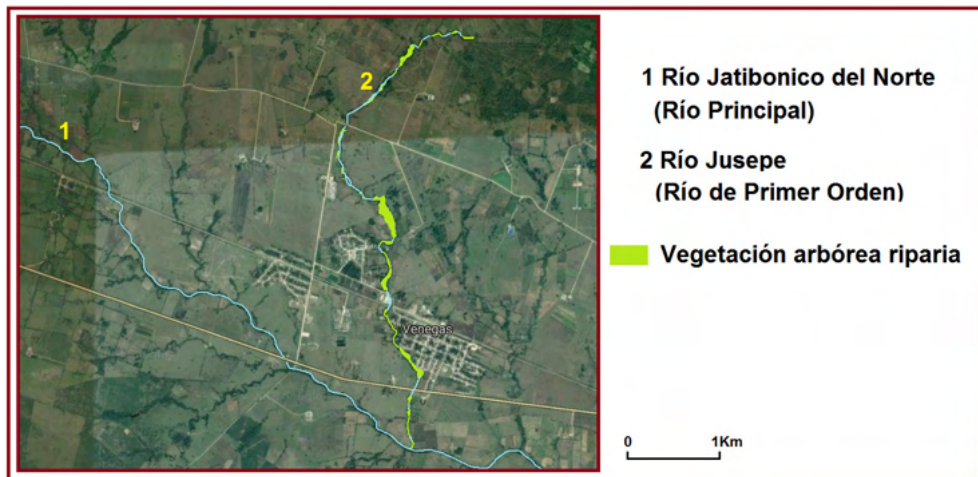 1
2
Venegas
1 Río Jatibonico del Norte
(Río Principal)
2 Río Jusepe
(Río de Primer Orden)
Vegetación arbórea riparia
0 1Km